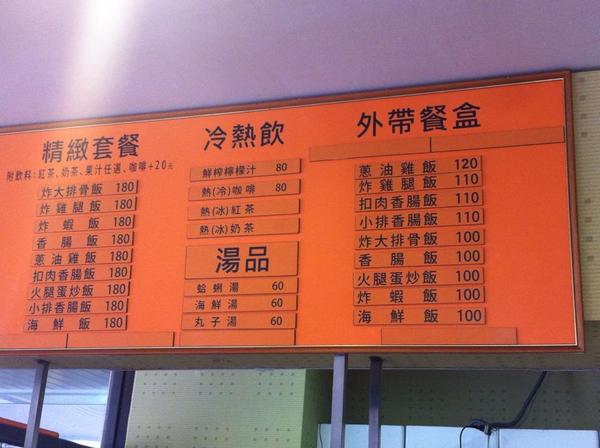 精緻套餐
附飲料:紅茶、奶茶、果汁任選、咖啡+20元
炸大排骨飯 180
炸雞腿飯 180
炸蝦飯 180
香腸飯 180
蔥油雞飯 180
扣肉香腸飯 180
火腿蛋炒飯 180
小排香腸飯 180
海鮮飯 180
冷熱飲
鮮榨檸檬汁 80
熱(冷)咖啡 80
熱(冰)紅茶
熱(冰)奶茶
湯品
蛤蜊湯 60
海鮮湯 60
丸子湯 60
外帶餐盒
蔥油雞飯 120
炸雞腿飯 110
扣肉香腸飯 110
小排香腸飯 110
炸大排骨飯 100
香腸飯 100
火腿蛋炒飯 100
炸蝦飯 100
海鮮飯 100